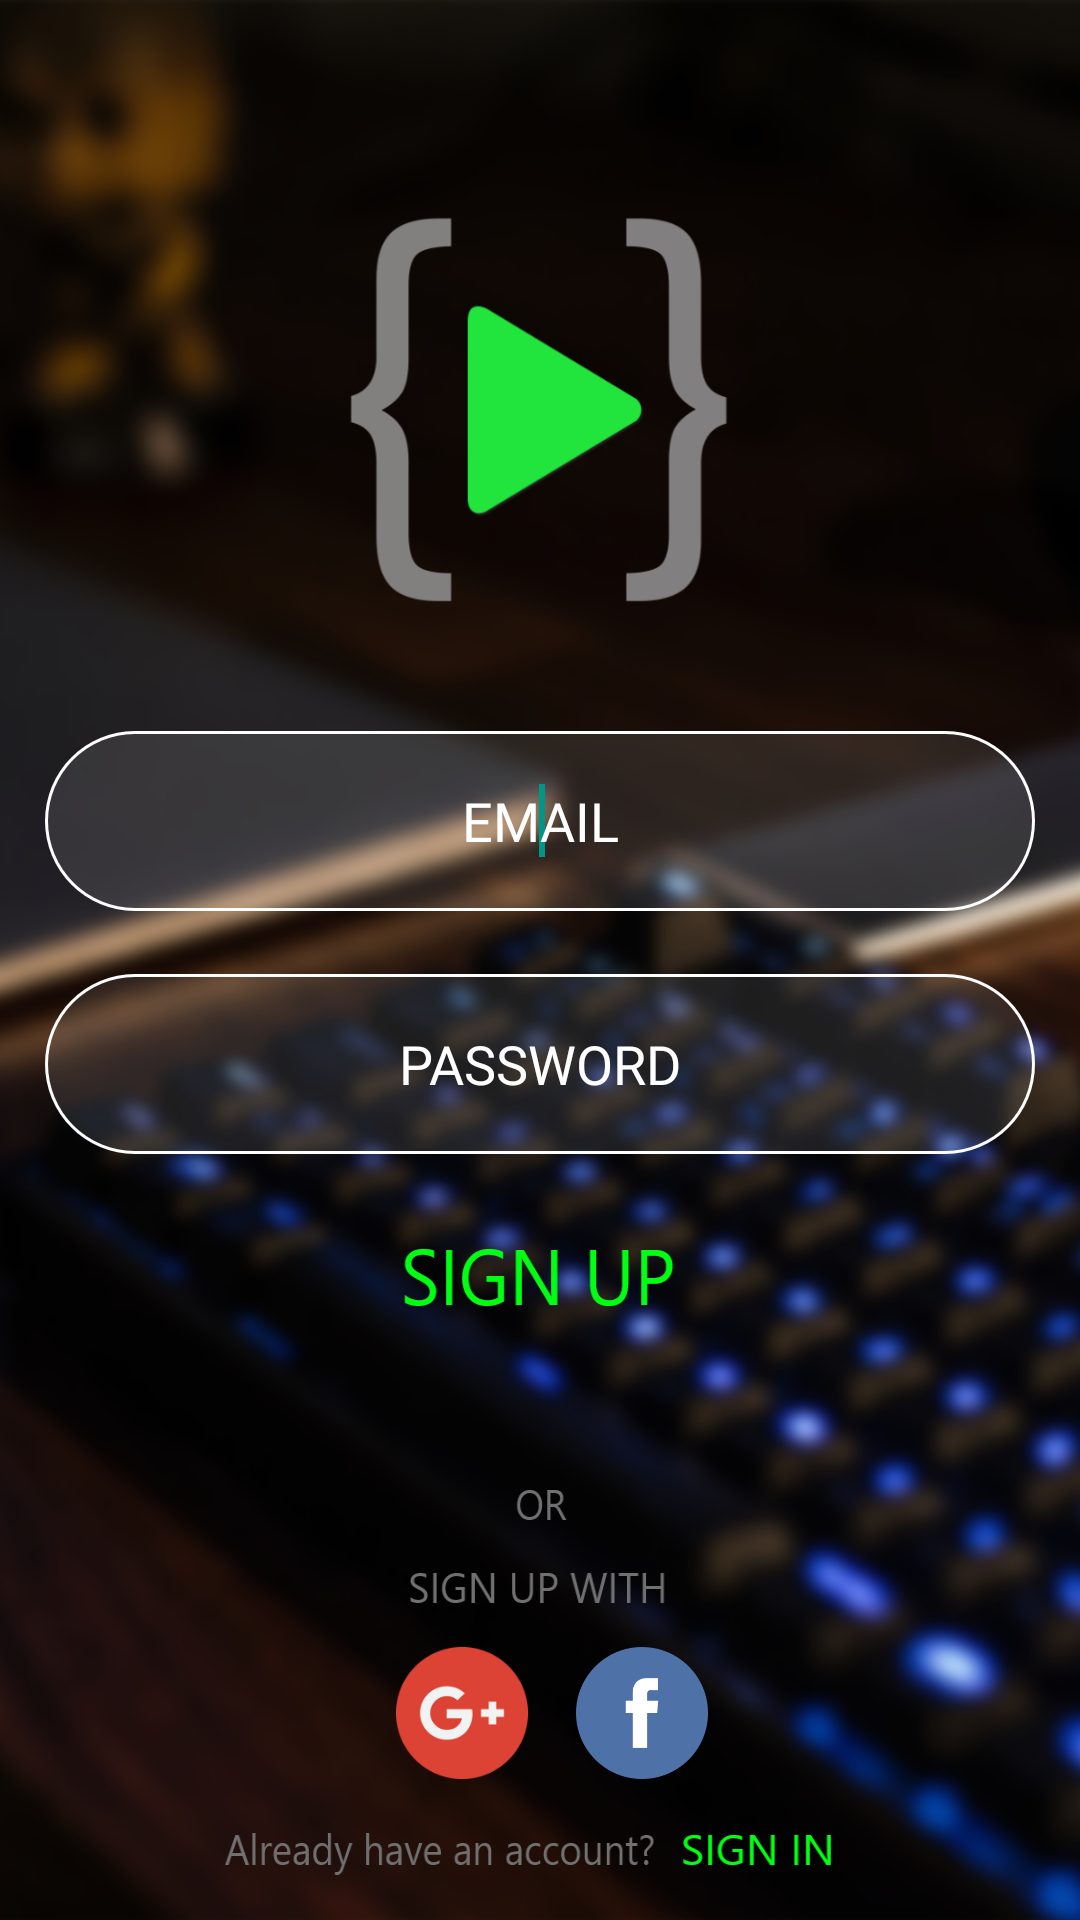 EMAIL
PASSWORD
SIGN UP
OR
SIGN UP WITH
G+ f
Already have an account? SIGN IN